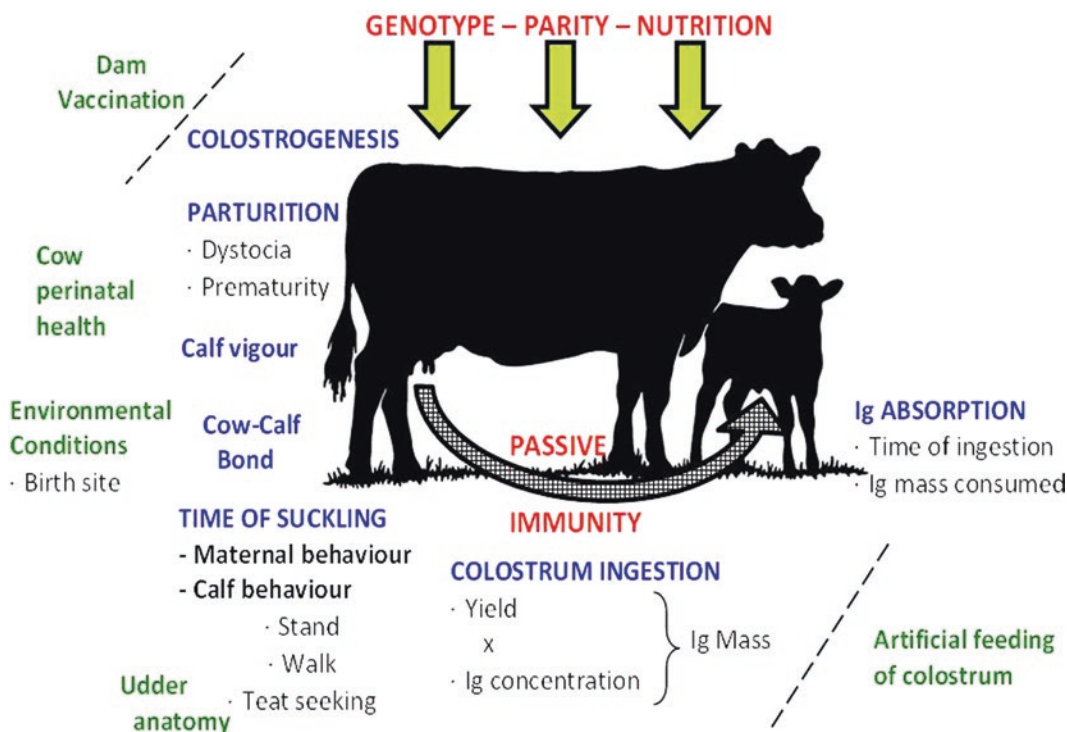 GENOTYPE – PARITY – NUTRITION
Dam
Vaccination
COLOSTROGENESIS
PARTURITION
· Dystocia
· Prematurity
Cow
perinatal
health
Calf vigour
Environmental
Conditions
· Birth site
Cow-Calf
Bond
PASSIVE
IMMUNITY
Ig ABSORPTION
· Time of ingestion
· Ig mass consumed
TIME OF SUCKLING
- Maternal behaviour
- Calf behaviour
· Stand
· Walk
· Teat seeking
Udder
anatomy
COLOSTRUM INGESTION
· Yield
x
· Ig concentration
Ig Mass
Artificial feeding
of colostrum